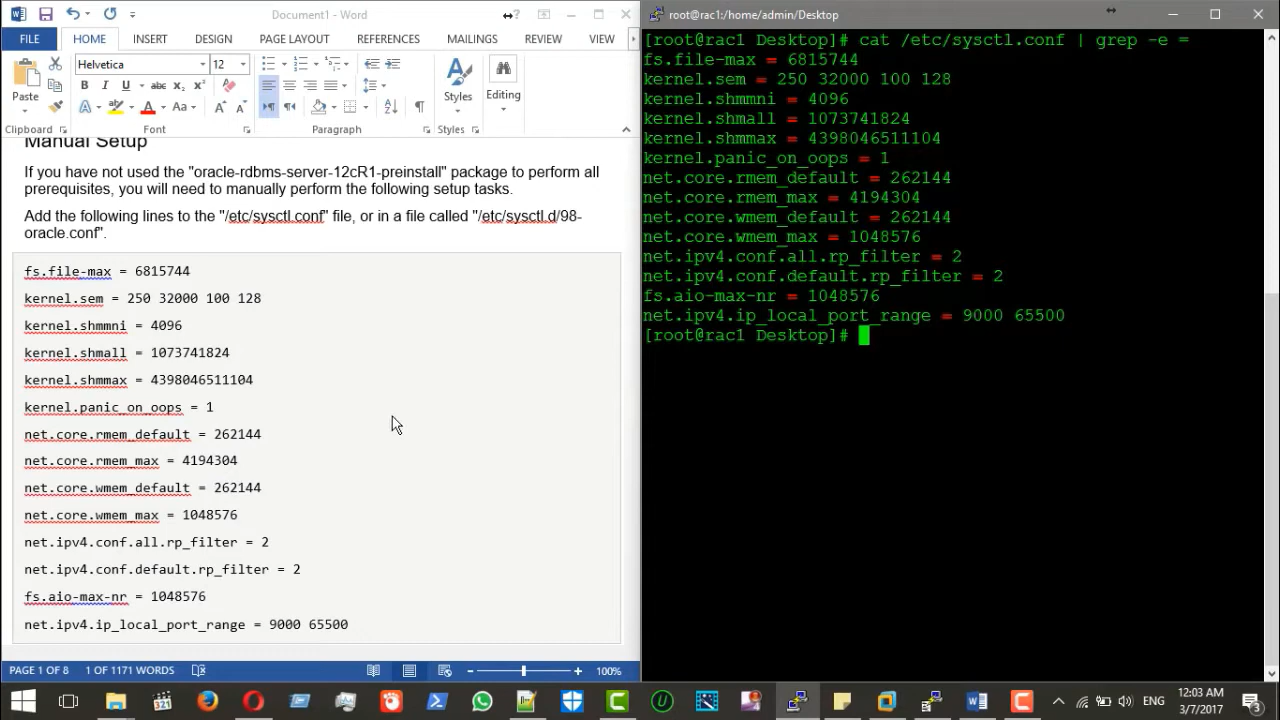 Document1 - Word
FILE
HOME
INSERT
DESIGN
PAGE LAYOUT
REFERENCES
MAILINGS
REVIEW
VIEW
Helvetica
12
Paste
B I U abc x₂ x²
A
A
Aa
A
A
Styles
Editing
Clipboard
Font
Paragraph
Styles
Manual Setup
If you have not used the "oracle-rdbms-server-12cR1-preinstall" package to perform all
prerequisites, you will need to manually perform the following setup tasks.
Add the following lines to the "/etc/sysctl.conf" file, or in a file called "/etc/sysctl.d/98-
oracle.conf".
fs.file-max = 6815744
kernel.sem = 250 32000 100 128
kernel.shmmni = 4096
kernel.shmall = 1073741824
kernel.shmmax = 4398046511104
kernel.panic_on_oops = 1
net.core.rmem_default = 262144
net.core.rmem_max = 4194304
net.core.wmem_default = 262144
net.core.wmem_max = 1048576
net.ipv4.conf.all.rp_filter = 2
net.ipv4.conf.default.rp_filter = 2
fs.aio-max-nr = 1048576
net.ipv4.ip_local_port_range = 9000 65500
PAGE 1 OF 8
1 OF 1171 WORDS
100%
root@rac1:/home/admin/Desktop
[root@rac1 Desktop]# cat /etc/sysctl.conf | grep -e =
fs.file-max = 6815744
kernel.sem = 250 32000 100 128
kernel.shmmni = 4096
kernel.shmall = 1073741824
kernel.shmmax = 4398046511104
kernel.panic_on_oops = 1
net.core.rmem_default = 262144
net.core.rmem_max = 4194304
net.core.wmem_default = 262144
net.core.wmem_max = 1048576
net.ipv4.conf.all.rp_filter = 2
net.ipv4.conf.default.rp_filter = 2
fs.aio-max-nr = 1048576
net.ipv4.ip_local_port_range = 9000 65500
[root@rac1 Desktop]#
ENG
12:03 AM
3/7/2017
3